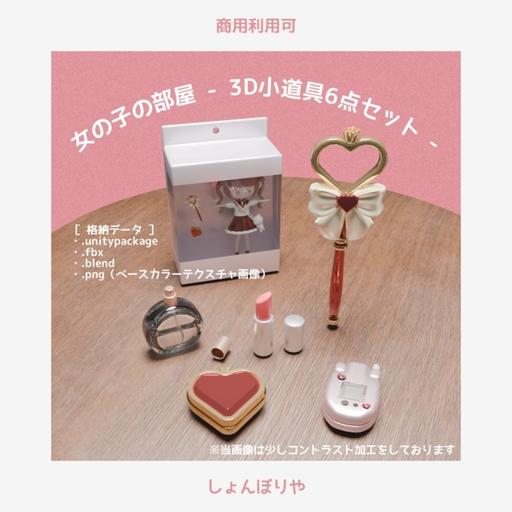 商用利用可
女の子の部屋 - 3D小道具6点セット -
[ 格納データ ]
・.unitypackage
・.fbx
・.blend
・.png（ベースカラーテクスチャ画像）
※当画像は少しコントラスト加工をしております
しょんぼりや